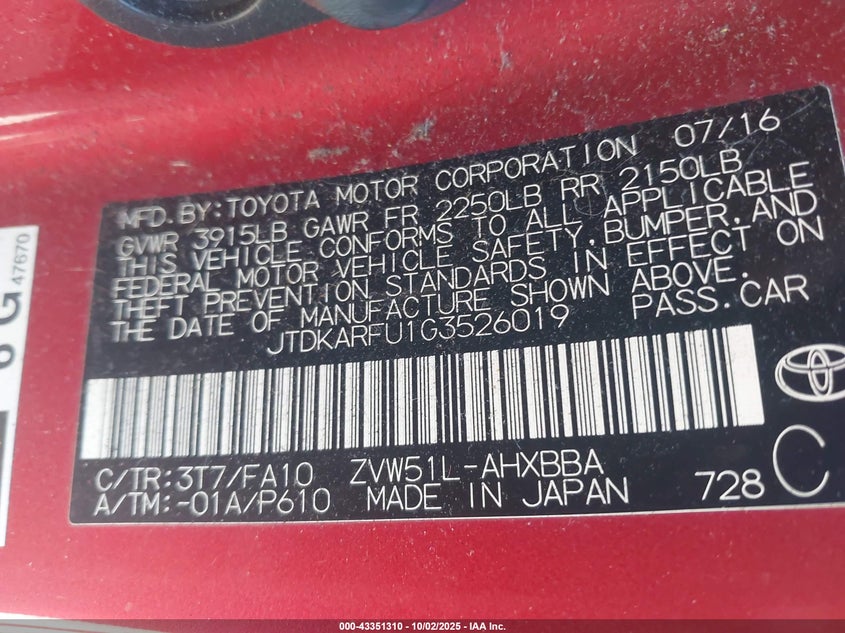 MFD. BY: TOYOTA MOTOR CORPORATION 07/16
GVWR 3915LB GAWR FR 2250LB RR 2150LB
THIS VEHICLE CONFORMS TO ALL APPLICABLE
FEDERAL MOTOR VEHICLE SAFETY, BUMPER, AND
THEFT PREVENTION STANDARDS IN EFFECT ON
THE DATE OF MANUFACTURE SHOWN ABOVE.
JTDKARFU1G3526019 PASS. CAR
C/TR: 3T7/FA10 ZVW51L-AHXBBA
A/TM: -01A/P610 MADE IN JAPAN 728 C
47670
000-43351310 - 10/02/2025 - IAA Inc.